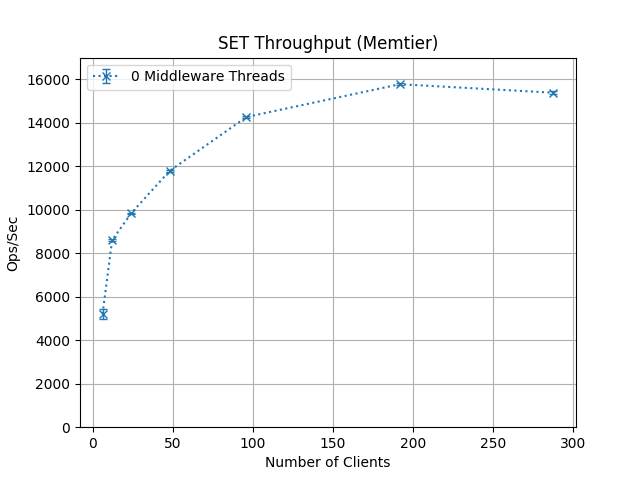 SET Throughput (Memtier)
0 Middleware Threads
16000
14000
12000
10000
8000
6000
4000
2000
0
Ops/Sec
0 50 100 150 200 250 300
Number of Clients